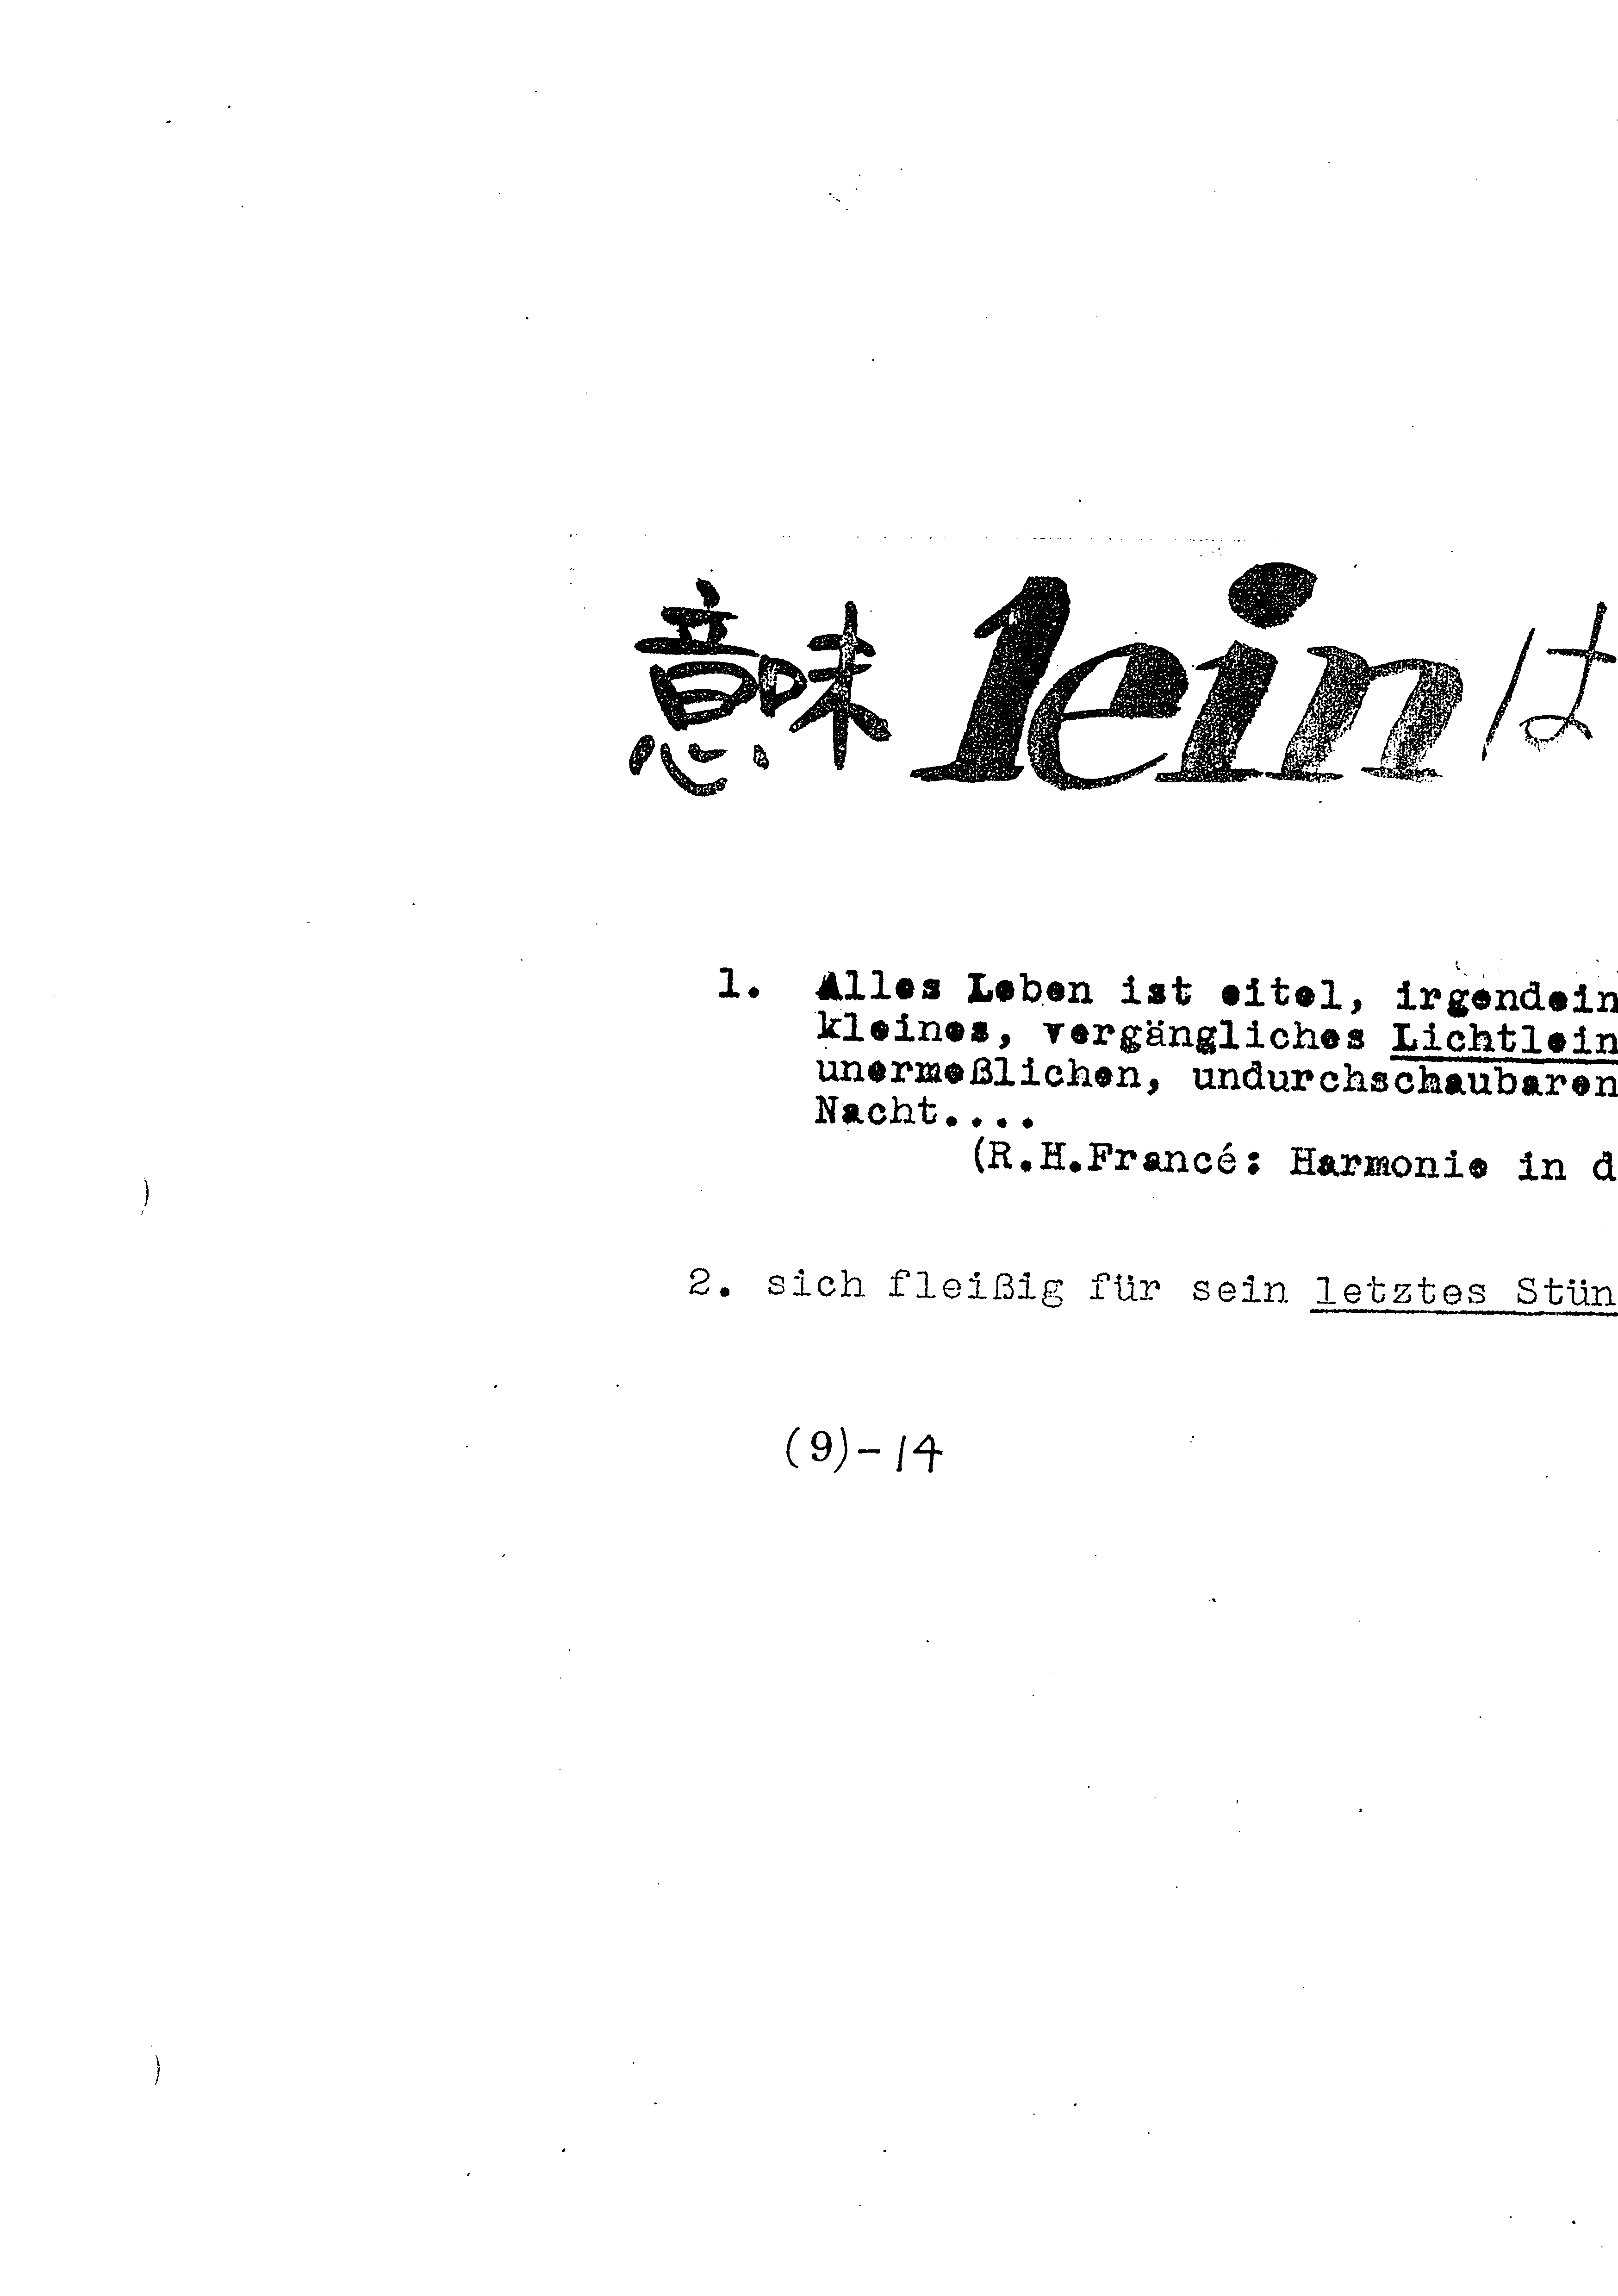 意味 lein は
1. Alles Leben ist eitel, irgendein
kleines, vergängliches Lichtlein
unermeßlichen, undurchschaubaren
Nacht....
(R.H.Francé: Harmonie in d
2. sich fleißig für sein letztes Stün
(9)-14